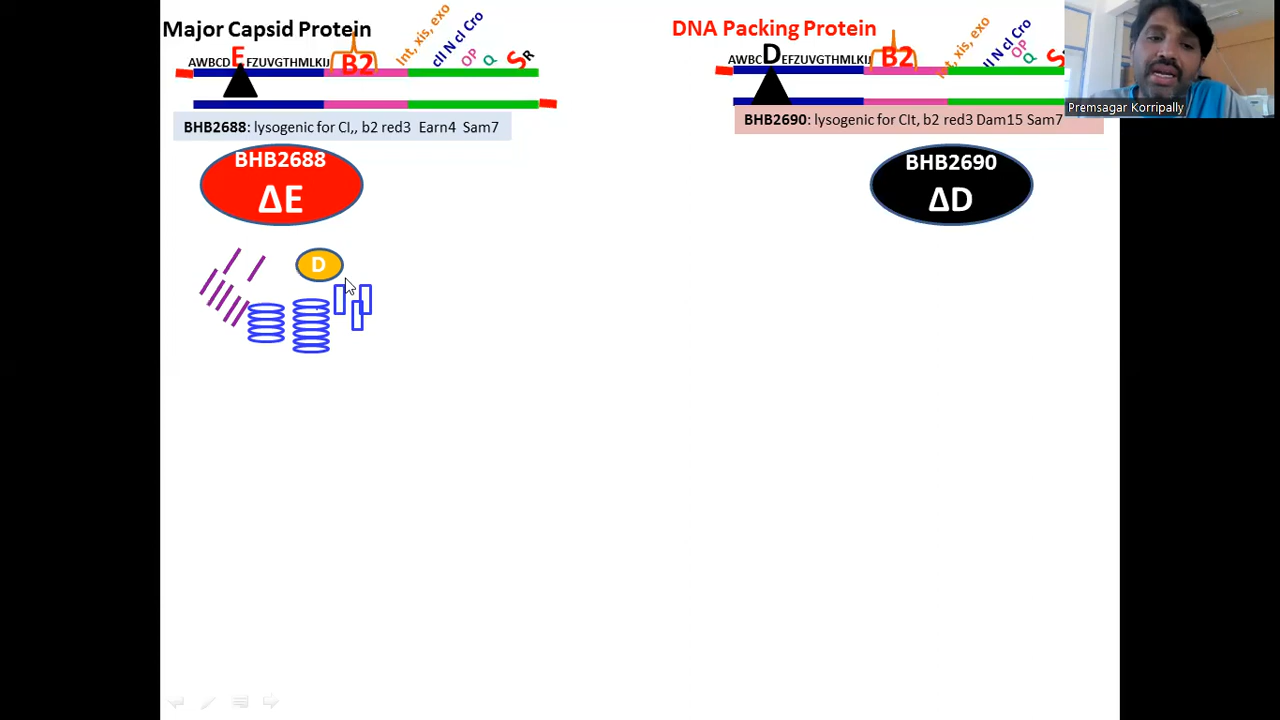 Major Capsid Protein
AWBCD E FZUVGTHMLKIJ B2 Int, xis, exo cII N cI Cro OP Q S R
BHB2688: lysogenic for CI,, b2 red3 Earn4 Sam7
BHB2688
ΔE
D
DNA Packing Protein
AWBC D EFZUVGTHMLKIJ B2 Int, xis, exo II N cI Cro OP Q S
BHB2690: lysogenic for CIt, b2 red3 Dam15 Sam7
BHB2690
ΔD
Premsagar Korripally